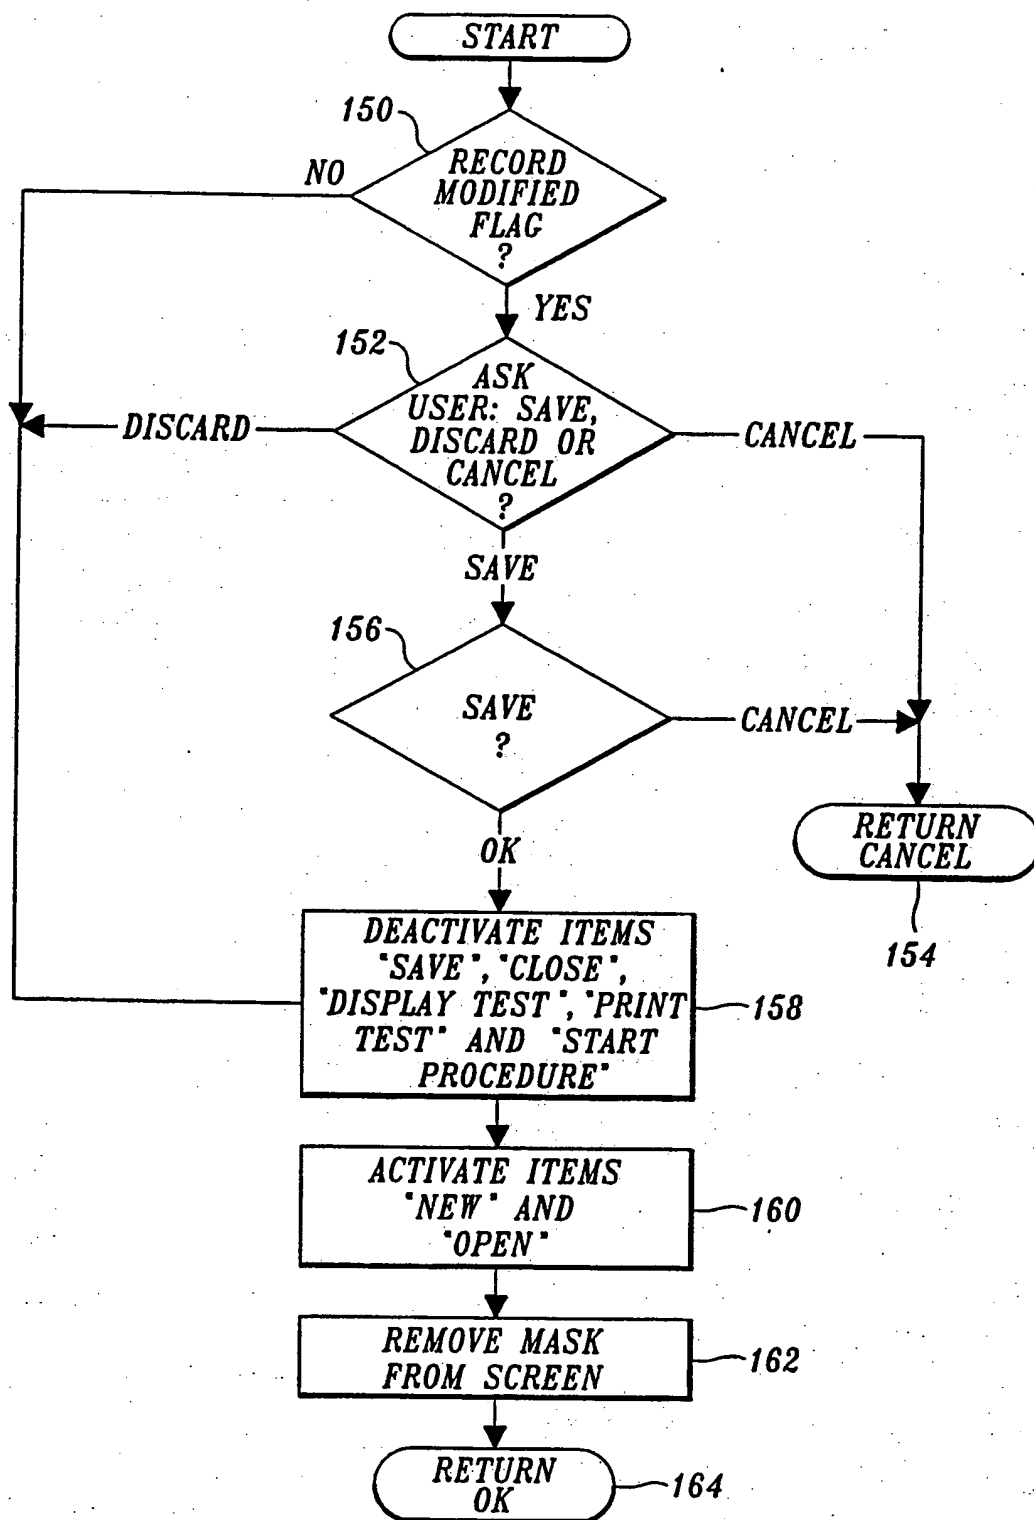 START
150
RECORD
MODIFIED
FLAG
?
NO
YES
152
ASK
USER: SAVE,
DISCARD OR
CANCEL
?
DISCARD
CANCEL
SAVE
156
SAVE
?
CANCEL
OK
RETURN
CANCEL
154
DEACTIVATE ITEMS
"SAVE", "CLOSE",
"DISPLAY TEST", "PRINT
TEST" AND "START
PROCEDURE"
158
ACTIVATE ITEMS
"NEW" AND
"OPEN"
160
REMOVE MASK
FROM SCREEN
162
RETURN
OK
164